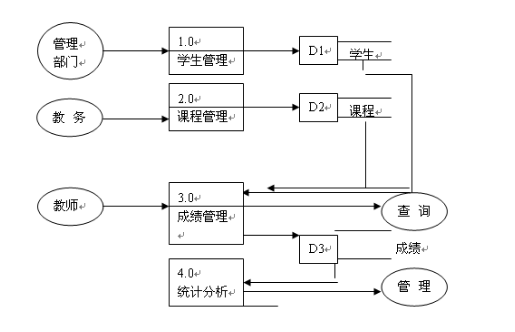 管理
部门
1.0
学生管理
D1
学生
教 务
2.0
课程管理
D2
课程
教师
3.0
成绩管理
查 询
D3
成绩
4.0
统计分析
管 理